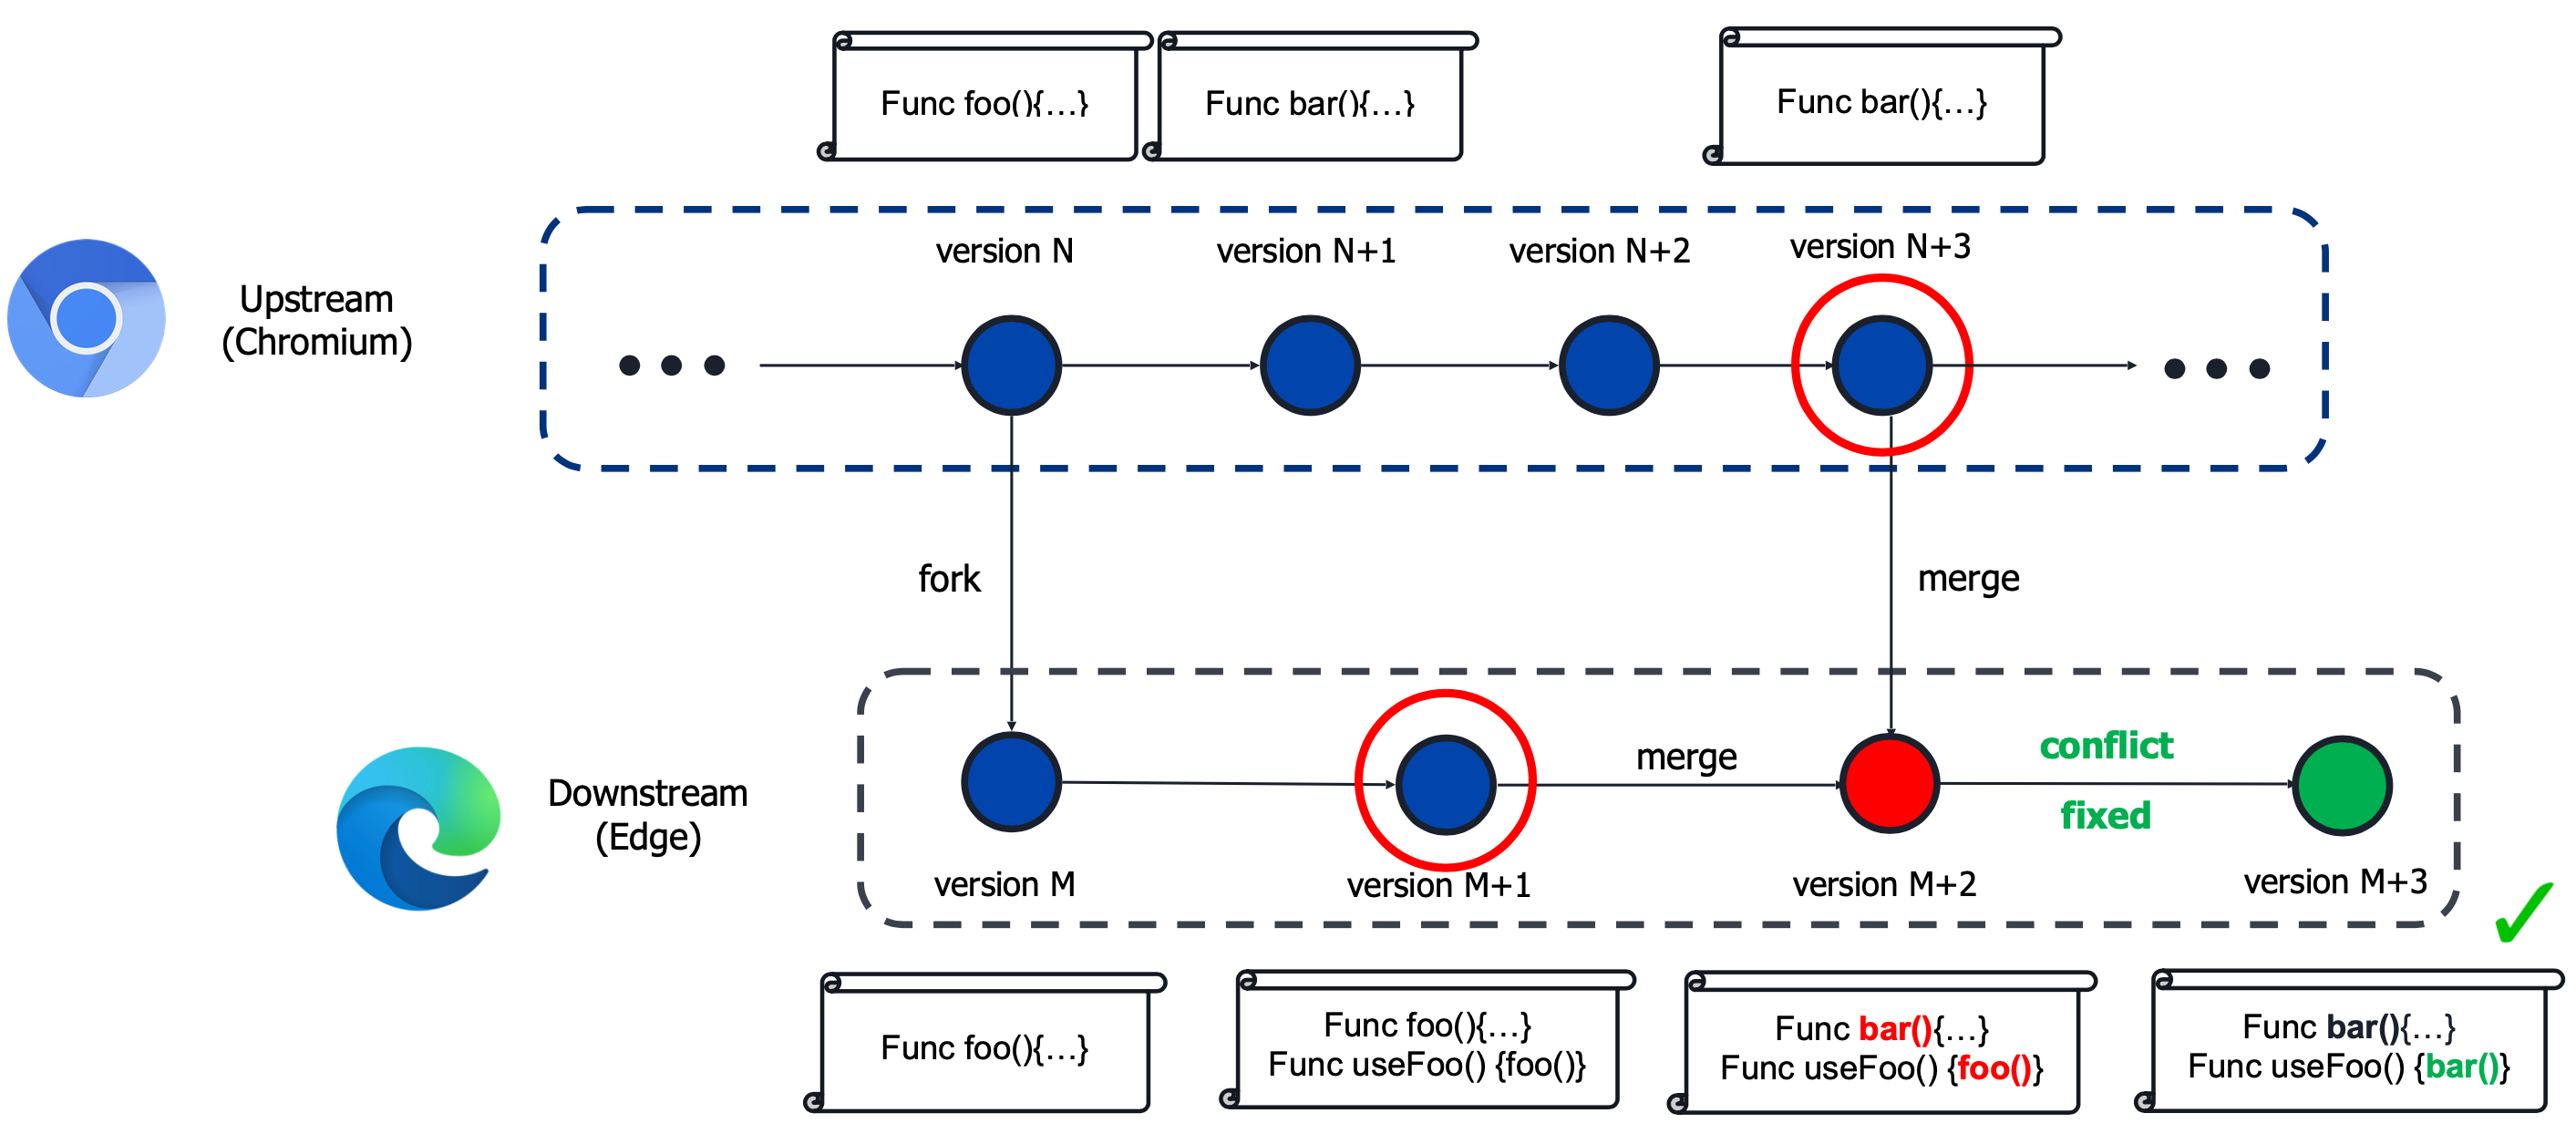 Func foo(){…}
Func bar(){…}
Func bar(){…}
version N
version N+1
version N+2
version N+3
Upstream
(Chromium)
fork
merge
Downstream
(Edge)
merge
conflict
fixed
version M
version M+1
version M+2
version M+3
Func foo(){…}
Func foo(){…}
Func useFoo() {foo()}
Func bar(){…}
Func useFoo() {foo()}
Func bar(){…}
Func useFoo() {bar()}